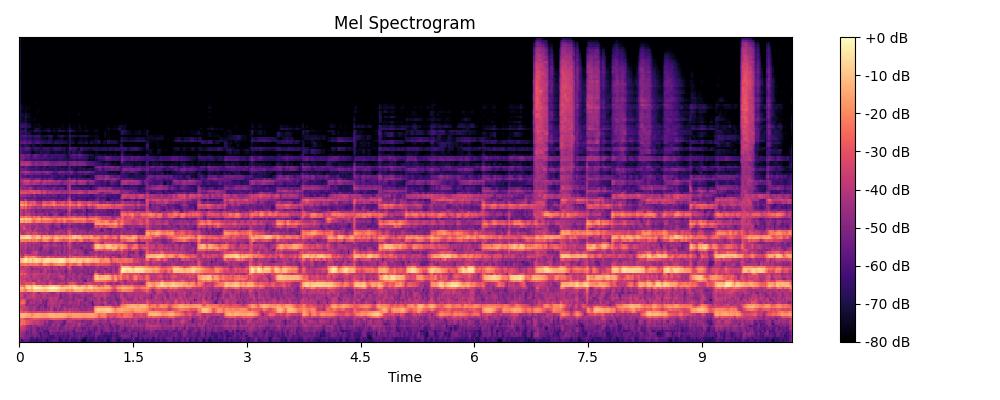 Mel Spectrogram
+0 dB
-10 dB
-20 dB
-30 dB
-40 dB
-50 dB
-60 dB
-70 dB
-80 dB
0 1.5 3 4.5 6 7.5 9
Time